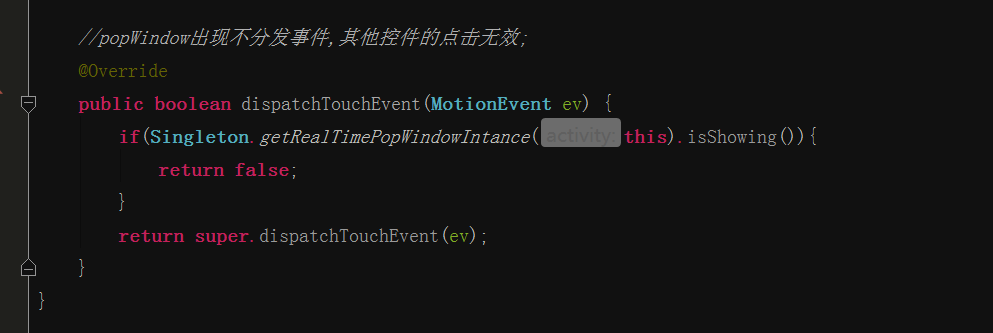 //popWindow出现不分发事件,其他控件的点击无效;
@Override
public boolean dispatchTouchEvent(MotionEvent ev) {
if(Singleton.getRealTimePopWindowIntance( activity: this).isShowing()){
return false;
}
return super.dispatchTouchEvent(ev);
}
}